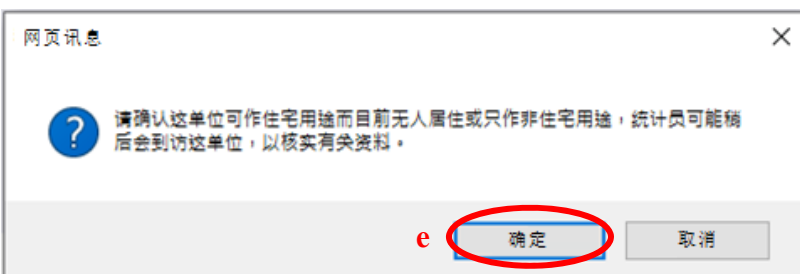 网页讯息
请确认这单位可作住宅用途而目前无人居住或只作非住宅用途，统计员可能稍
后会到访这单位，以核实有关资料。
e 确定 取消